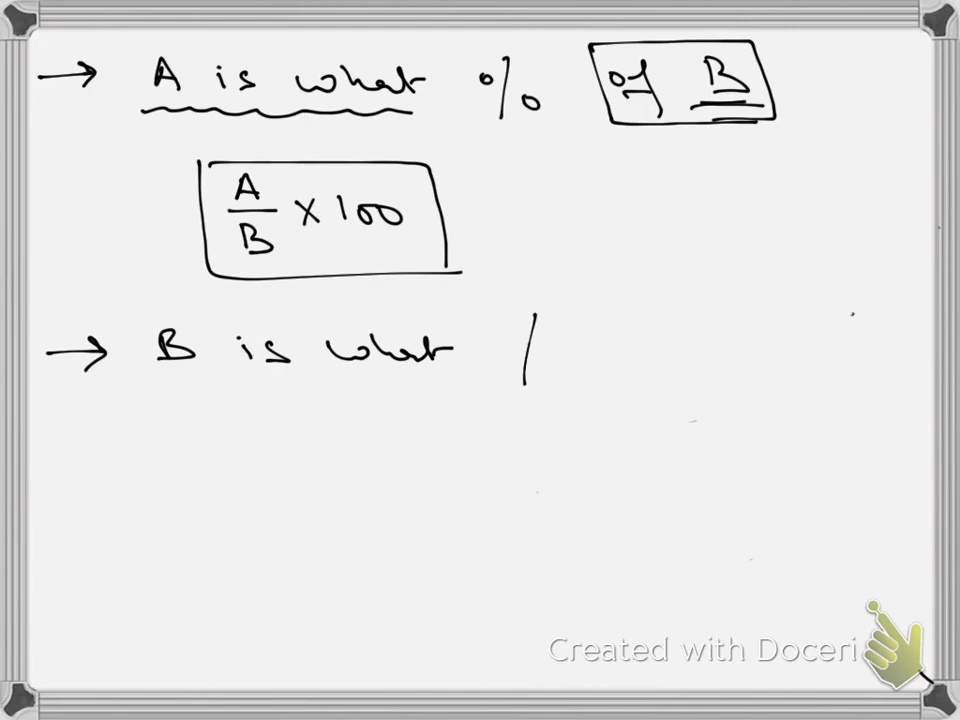 → A is what % of B
A/B × 100
→ B is what /
Created with Doceri